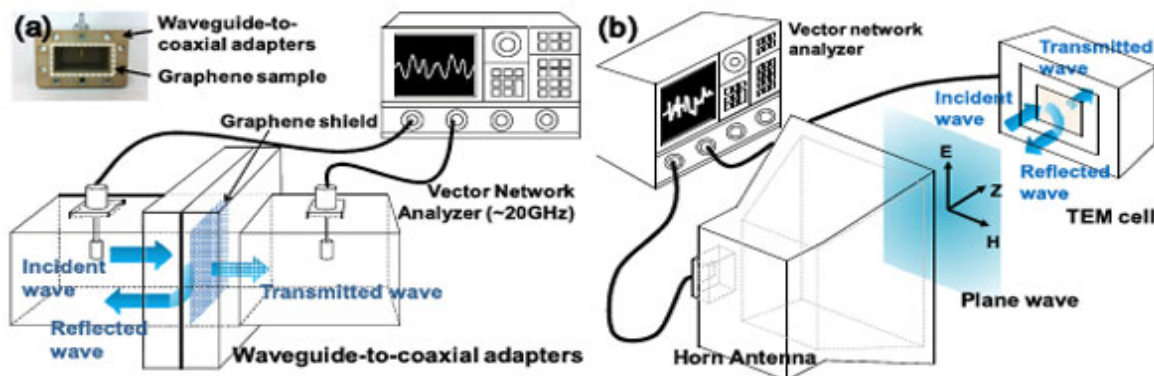 (a)
Waveguide-to-
coaxial adapters
Graphene sample
Graphene shield
Vector Network
Analyzer (~20GHz)
Incident
wave
Transmitted wave
Reflected
wave
Waveguide-to-coaxial adapters
(b)
Vector network
analyzer
Transmitted
wave
Incident
wave
Reflected
wave
E
Z
H
TEM cell
Plane wave
Horn Antenna